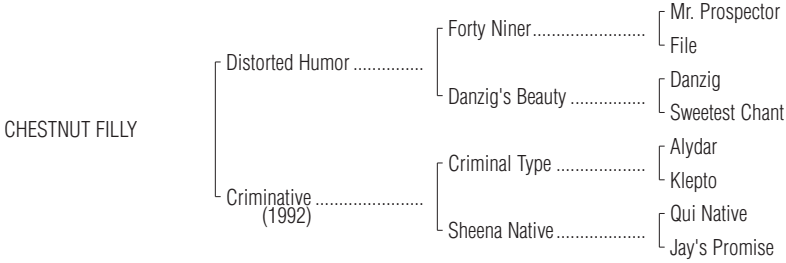 Mr. Prospector
Forty Niner........................
File
Distorted Humor ...............
Danzig
Danzig's Beauty ................
Sweetest Chant
CHESTNUT FILLY
Alydar
Criminal Type ...................
Klepto
Criminative .......................
(1992)
Qui Native
Sheena Native...................
Jay's Promise